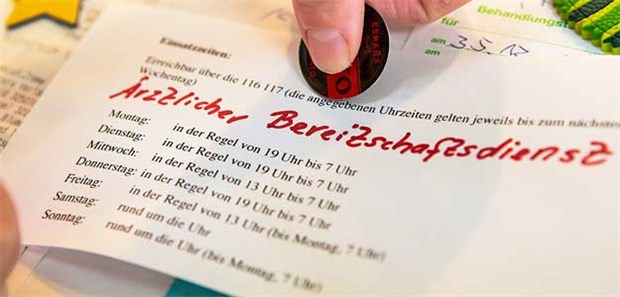 für Behandlungs
am 3.5.12
am
ESPAÑA
Einsatzzeiten:
Erreichbar über die 116 117 (die angegebenen Uhrzeiten gelten jeweils bis zum nächsten
Wochentag)
Ärztlicher Bereitschaftsdienst
Montag: in der Regel von 19 Uhr bis 7 Uhr
Dienstag: in der Regel von 19 Uhr bis 7 Uhr
Mittwoch: in der Regel von 13 Uhr bis 7 Uhr
Donnerstag: in der Regel von 19 Uhr bis 7 Uhr
Freitag: in der Regel von 13 Uhr (bis Montag, 7 Uhr)
Samstag: rund um die Uhr
Sonntag: rund um die Uhr (bis Montag, 7 Uhr)